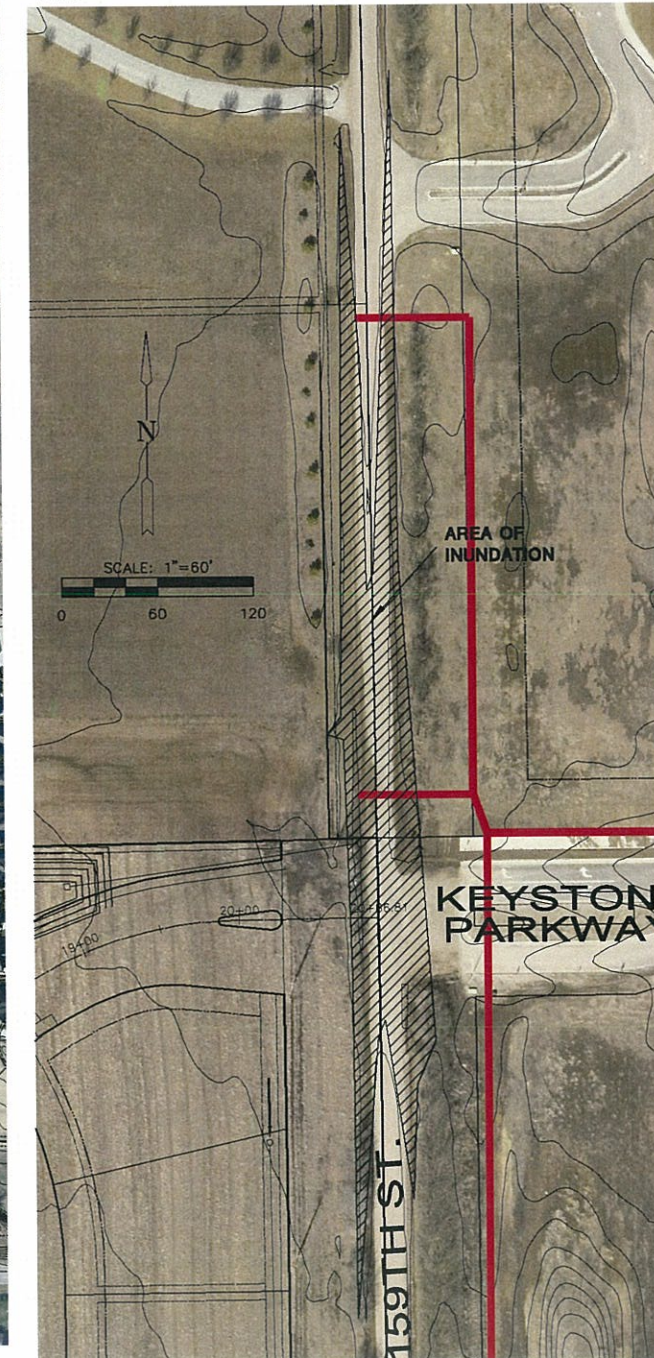 N
SCALE: 1"=60'
0 60 120
AREA OF
INUNDATION
KEYSTON
PARKWAY
20+00
19+00
159TH ST.